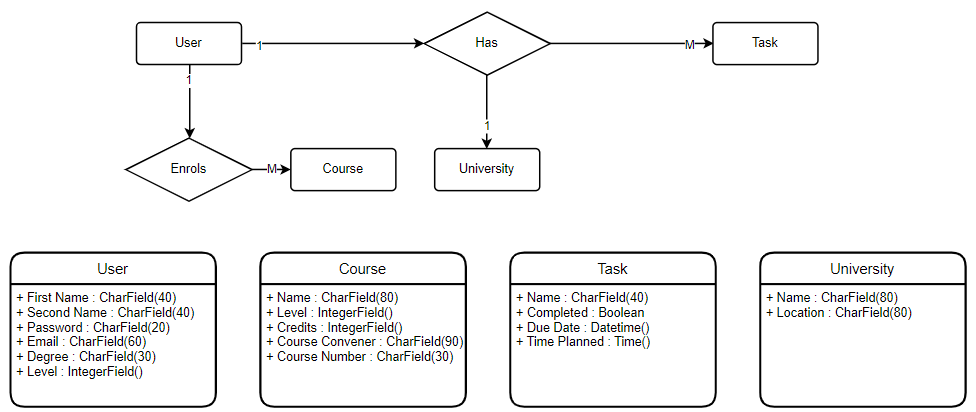 User
1
Has
M
Task
1
1
Enrols
M
Course
University
User
+ First Name : CharField(40)
+ Second Name : CharField(40)
+ Password : CharField(20)
+ Email : CharField(60)
+ Degree : CharField(30)
+ Level : IntegerField()
Course
+ Name : CharField(80)
+ Level : IntegerField()
+ Credits : IntegerField()
+ Course Convener : CharField(90)
+ Course Number : CharField(30)
Task
+ Name : CharField(40)
+ Completed : Boolean
+ Due Date : Datetime()
+ Time Planned : Time()
University
+ Name : CharField(80)
+ Location : CharField(80)